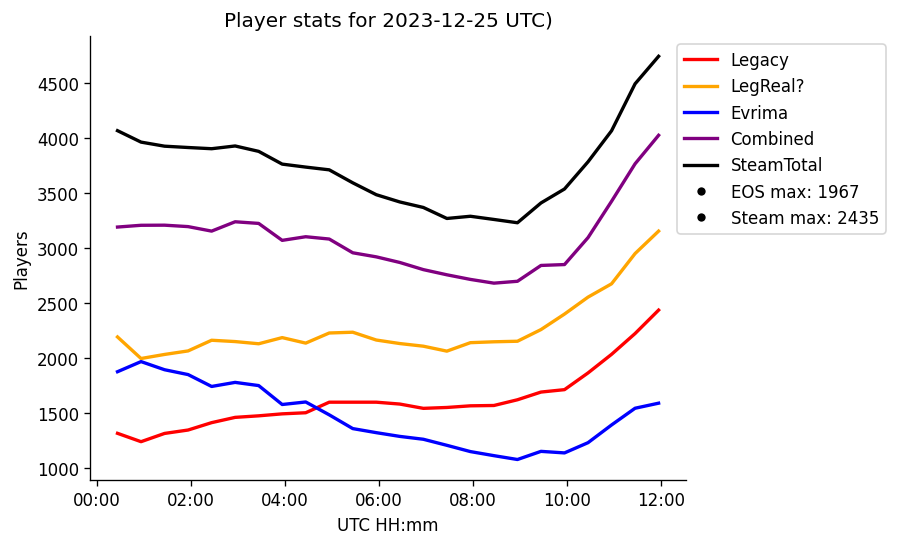 Player stats for 2023-12-25 UTC)
Legacy
LegReal?
Evrima
Combined
SteamTotal
EOS max: 1967
Steam max: 2435
Players
4500
4000
3500
3000
2500
2000
1500
1000
00:00 02:00 04:00 06:00 08:00 10:00 12:00
UTC HH:mm